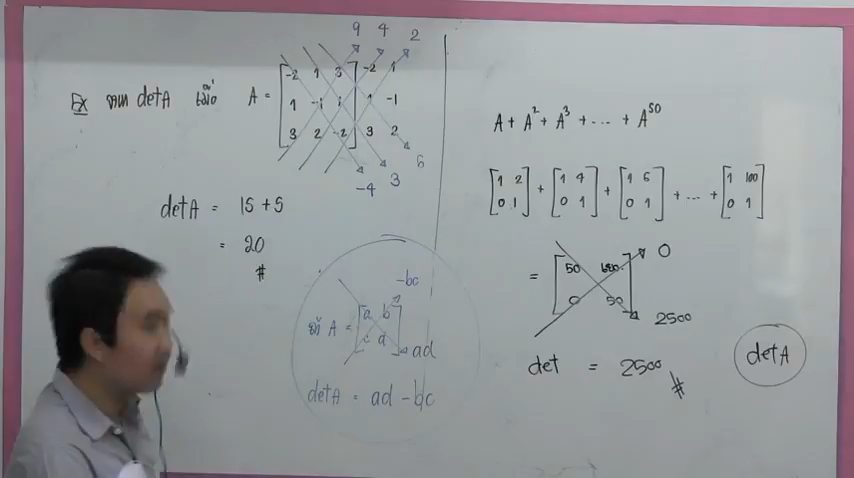 9 4 2
Ex จงหา detA เมื่อ A = [ -2 1 3 ] -2 1
1 -1 1 1 -1
3 2 -2 3 2
-4 3 6
detA = 15 + 5
= 20
#
-bc
ถ้า A = [ a b ]
c d
ad
detA = ad - bc
A + A² + A³ + ... + A⁵⁰
[ 1 2 ] + [ 1 4 ] + [ 1 6 ] + ... + [ 1 100 ]
0 1 0 1 0 1 0 1
0
= [ 50 ]
0 50
2500
det = 2500
#
detA